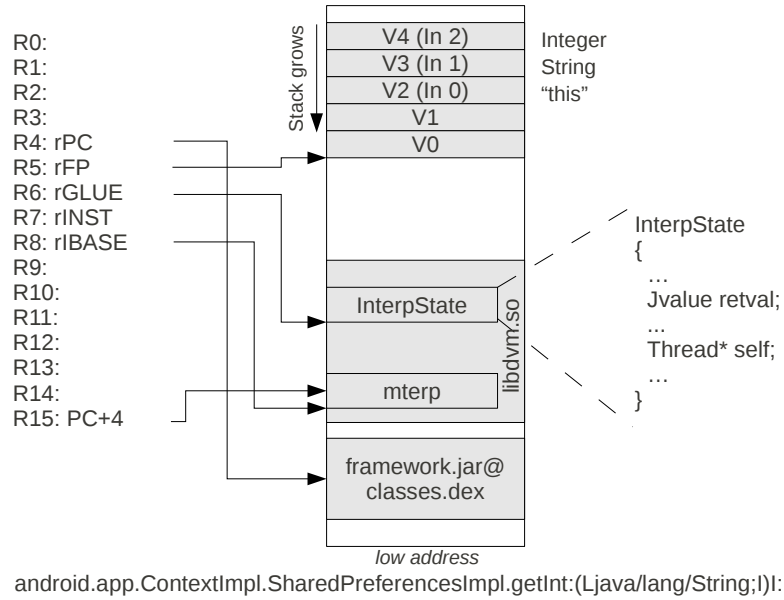 R0:
R1:
R2:
R3:
R4: rPC
R5: rFP
R6: rGLUE
R7: rINST
R8: rIBASE
R9:
R10:
R11:
R12:
R13:
R14:
R15: PC+4
Stack grows
V4 (In 2)
V3 (In 1)
V2 (In 0)
V1
V0
Integer
String
“this”
InterpState
mterp
libdvm.so
framework.jar@
classes.dex
low address
InterpState
{
...
Jvalue retval;
...
Thread* self;
...
}
android.app.ContextImpl.SharedPreferencesImpl.getInt:(Ljava/lang/String;I)I: